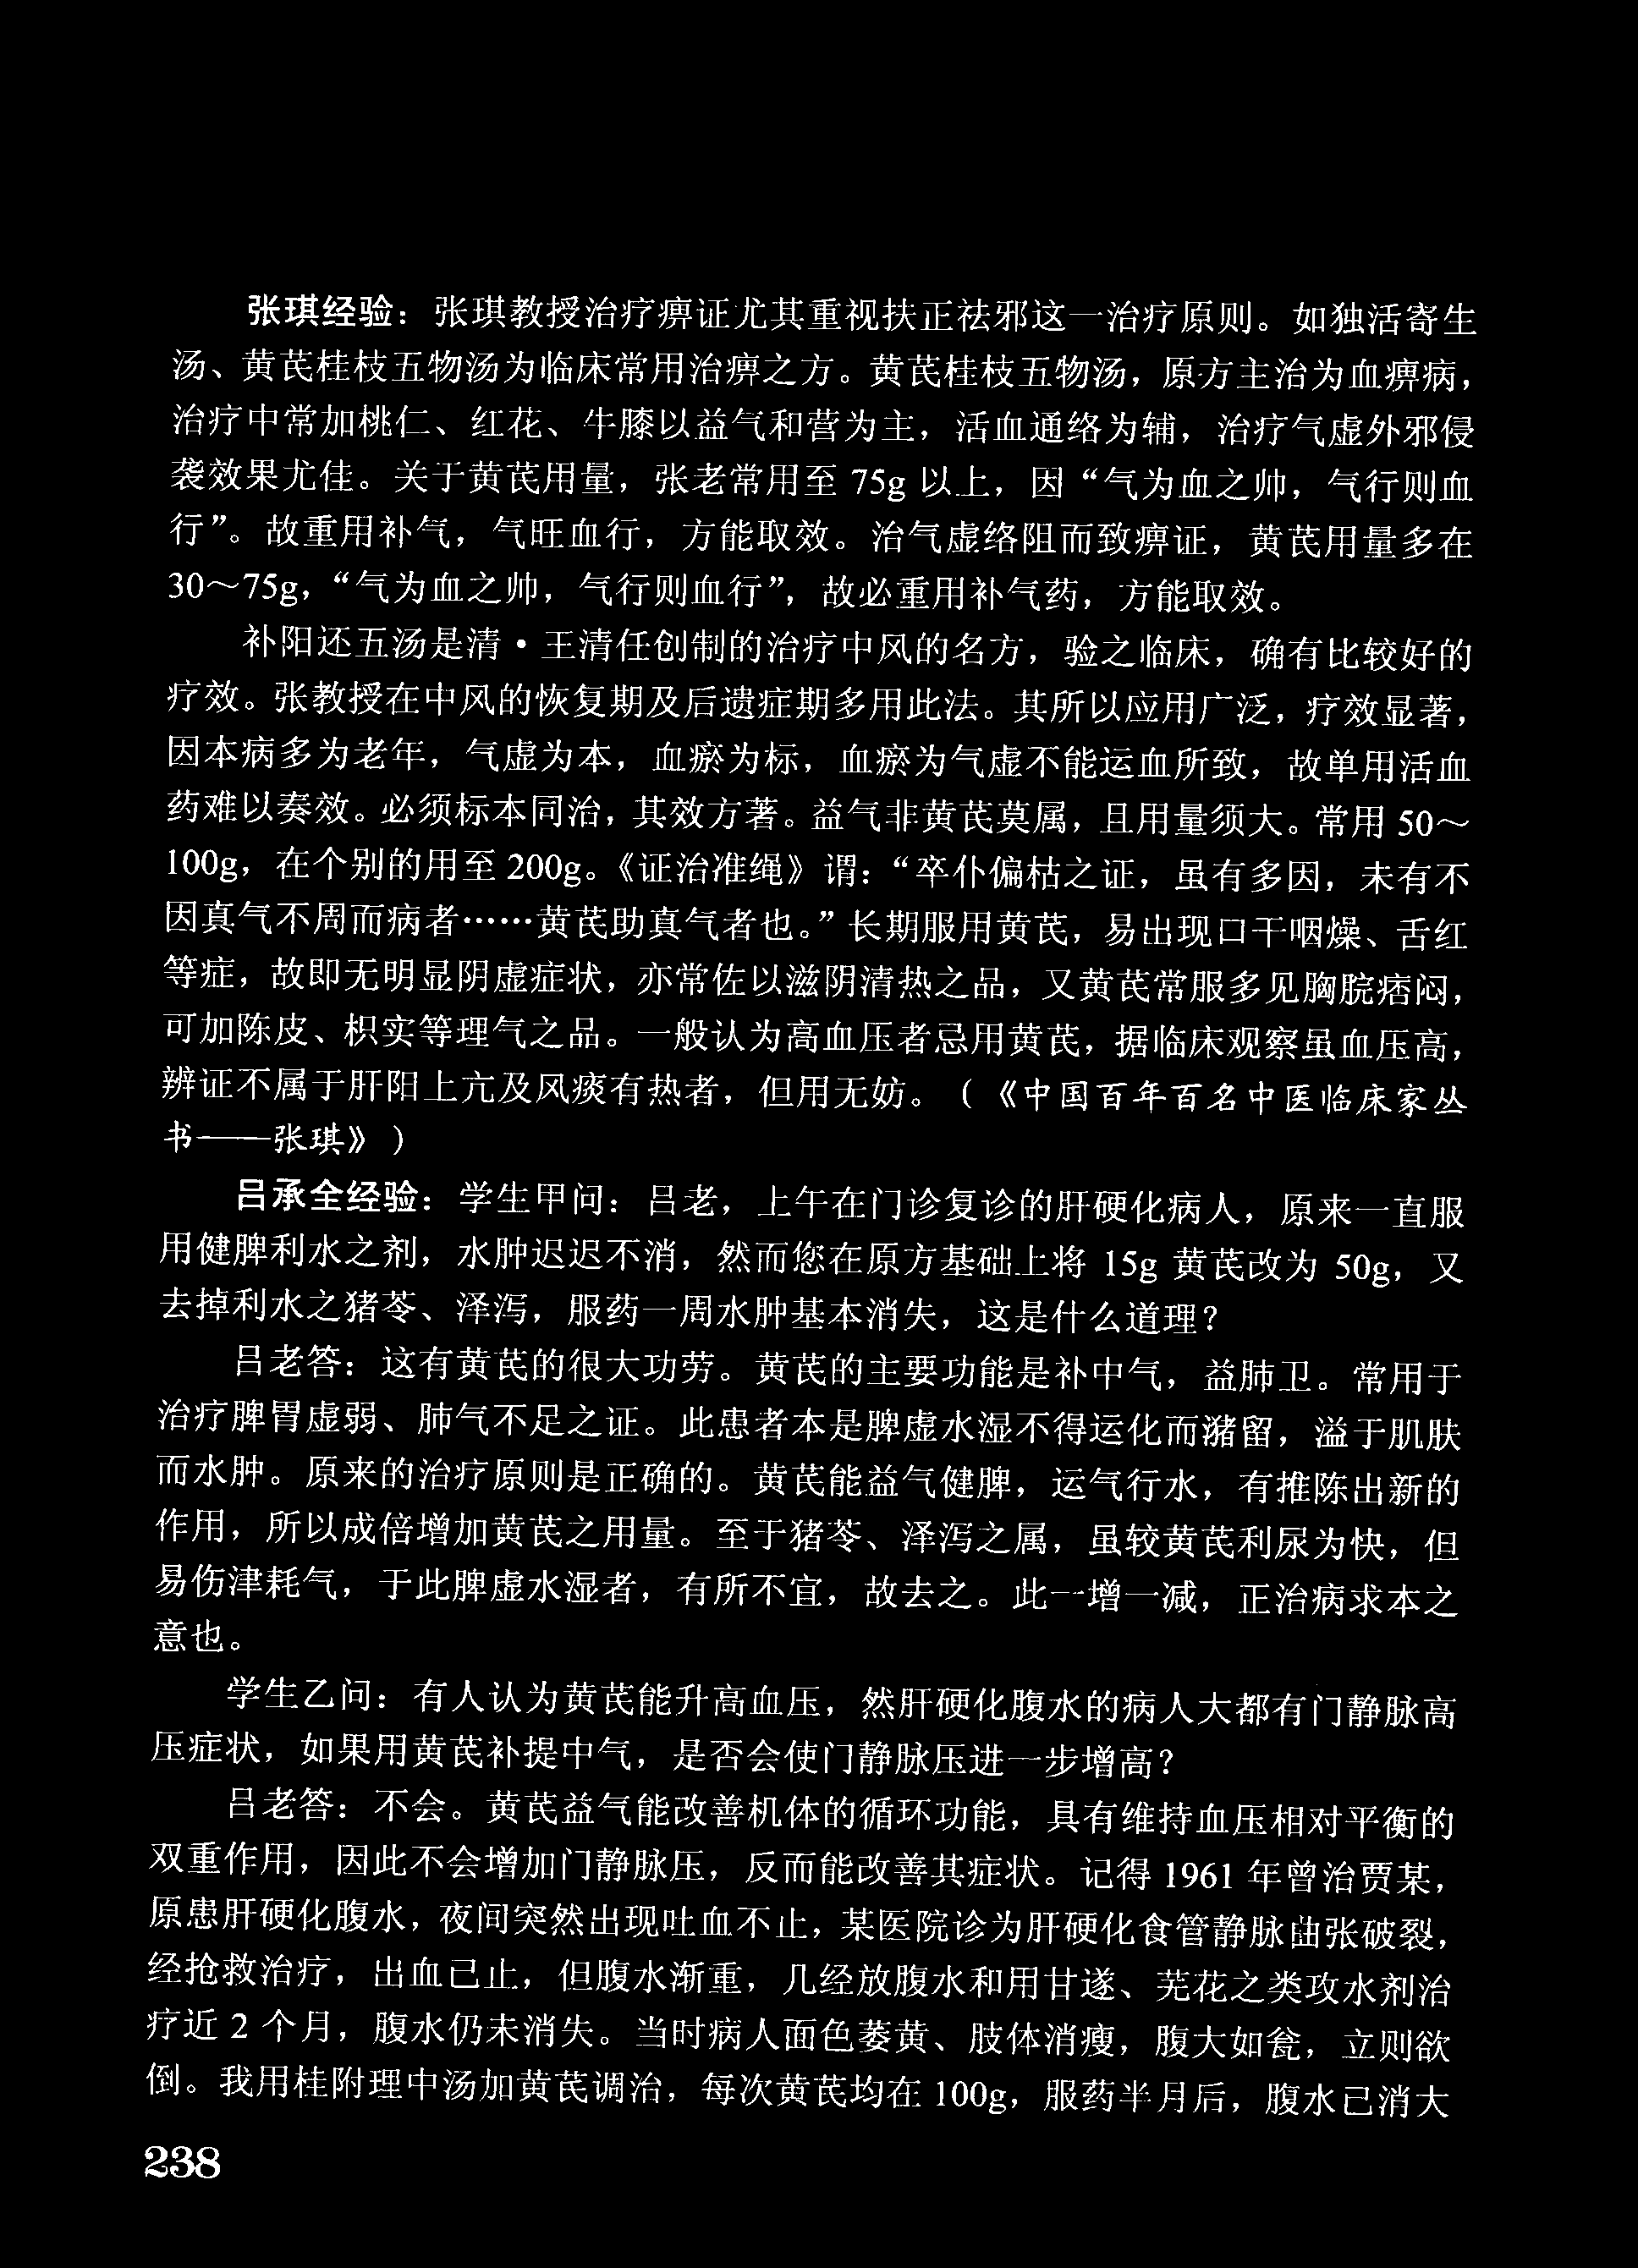 张琪经验：张琪教授治疗痹证尤其重视扶正祛邪这一治疗原则。如独活寄生
汤、黄芪桂枝五物汤为临床常用治痹之方。黄芪桂枝五物汤，原方主治为血痹病，
治疗中常加桃仁、红花、牛膝以益气和营为主，活血通络为辅，治疗气虚外邪侵
袭效果尤佳。关于黄芪用量，张老常用至 75g 以上，因“气为血之帅，气行则血
行”。故重用补气，气旺血行，方能取效。治气虚络阻而致痹证，黄芪用量多在
30～75g，“气为血之帅，气行则血行”，故必重用补气药，方能取效。
补阳还五汤是清·王清任创制的治疗中风的名方，验之临床，确有比较好的
疗效。张教授在中风的恢复期及后遗症期多用此法。其所以应用广泛，疗效显著，
因本病多为老年，气虚为本，血瘀为标，血瘀为气虚不能运血所致，故单用活血
药难以奏效。必须标本同治，其效方著。益气非黄芪莫属，且用量须大。常用 50～
100g，在个别的用至 200g。《证治准绳》谓：“卒仆偏枯之证，虽有多因，未有不
因真气不周而病者……黄芪助真气者也。”长期服用黄芪，易出现口干咽燥、舌红
等症，故即无明显阴虚症状，亦常佐以滋阴清热之品，又黄芪常服多见胸脘痞闷，
可加陈皮、枳实等理气之品。一般认为高血压者忌用黄芪，据临床观察虽血压高，
辨证不属于肝阳上亢及风痰有热者，但用无妨。（《中国百年百名中医临床家丛
书——张琪》）
吕承全经验：学生甲问：吕老，上午在门诊复诊的肝硬化病人，原来一直服
用健脾利水之剂，水肿迟迟不消，然而您在原方基础上将 15g 黄芪改为 50g，又
去掉利水之猪苓、泽泻，服药一周水肿基本消失，这是什么道理？
吕老答：这有黄芪的很大功劳。黄芪的主要功能是补中气，益肺卫。常用于
治疗脾胃虚弱、肺气不足之证。此患者本是脾虚水湿不得运化而潴留，溢于肌肤
而水肿。原来的治疗原则是正确的。黄芪能益气健脾，运气行水，有推陈出新的
作用，所以成倍增加黄芪之用量。至于猪苓、泽泻之属，虽较黄芪利尿为快，但
易伤津耗气，于此脾虚水湿者，有所不宜，故去之。此一增一减，正治病求本之
意也。
学生乙问：有人认为黄芪能升高血压，然肝硬化腹水的病人大都有门静脉高
压症状，如果用黄芪补提中气，是否会使门静脉压进一步增高？
吕老答：不会。黄芪益气能改善机体的循环功能，具有维持血压相对平衡的
双重作用，因此不会增加门静脉压，反而能改善其症状。记得 1961 年曾治贾某，
原患肝硬化腹水，夜间突然出现吐血不止，某医院诊为肝硬化食管静脉曲张破裂，
经抢救治疗，出血已止，但腹水渐重，几经放腹水和用甘遂、芫花之类攻水剂治
疗近 2 个月，腹水仍未消失。当时病人面色萎黄、肢体消瘦，腹大如瓮，立则欲
倒。我用桂附理中汤加黄芪调治，每次黄芪均在 100g，服药半月后，腹水已消大
238